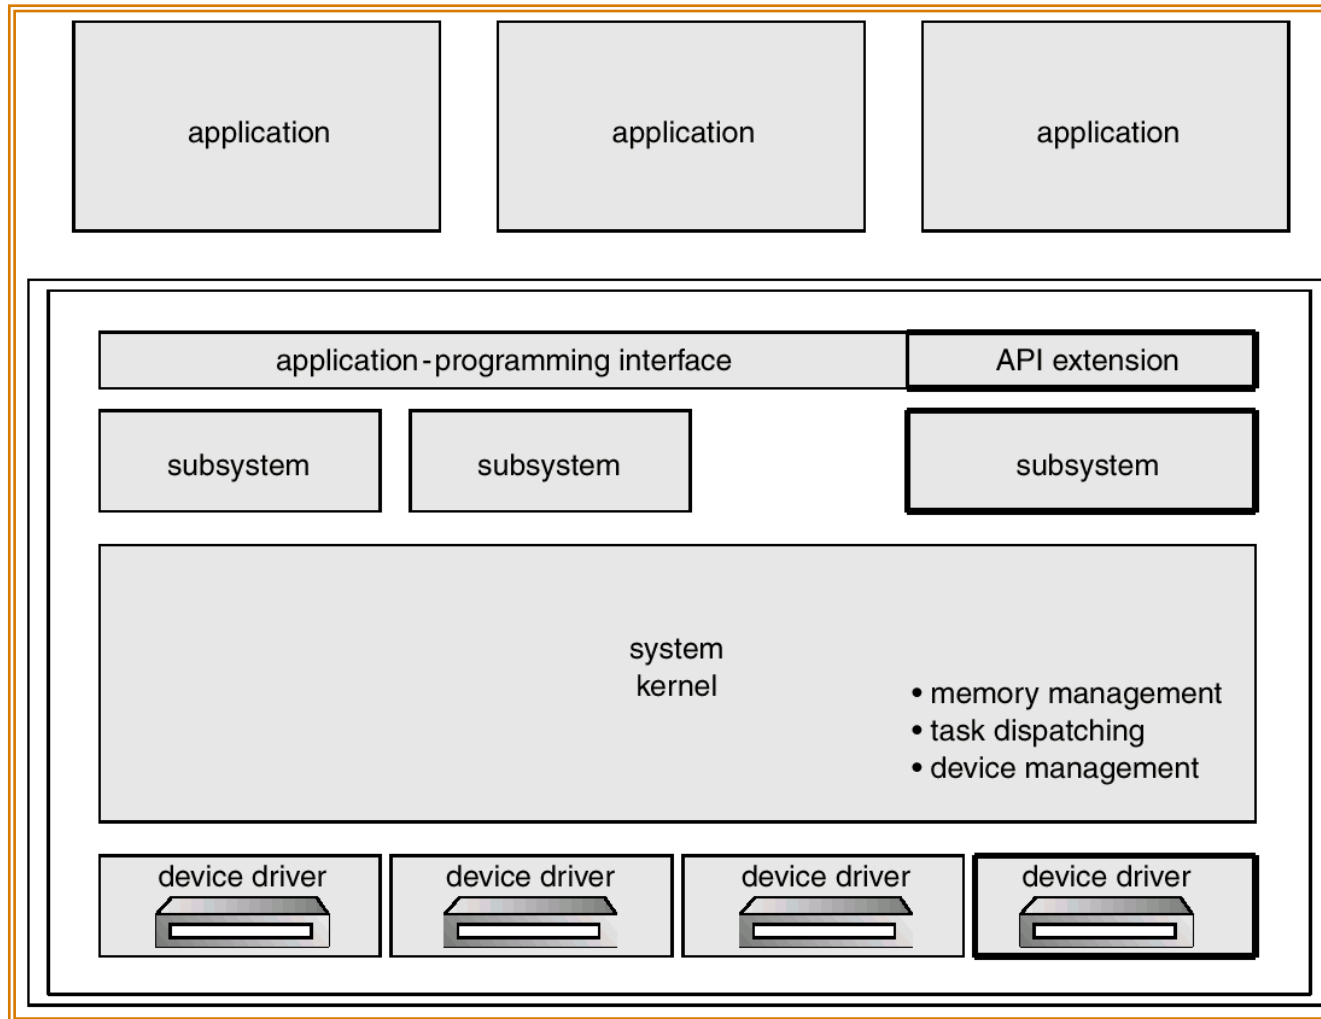 application
application
application
application-programming interface
API extension
subsystem
subsystem
subsystem
system
kernel
• memory management
• task dispatching
• device management
device driver
device driver
device driver
device driver